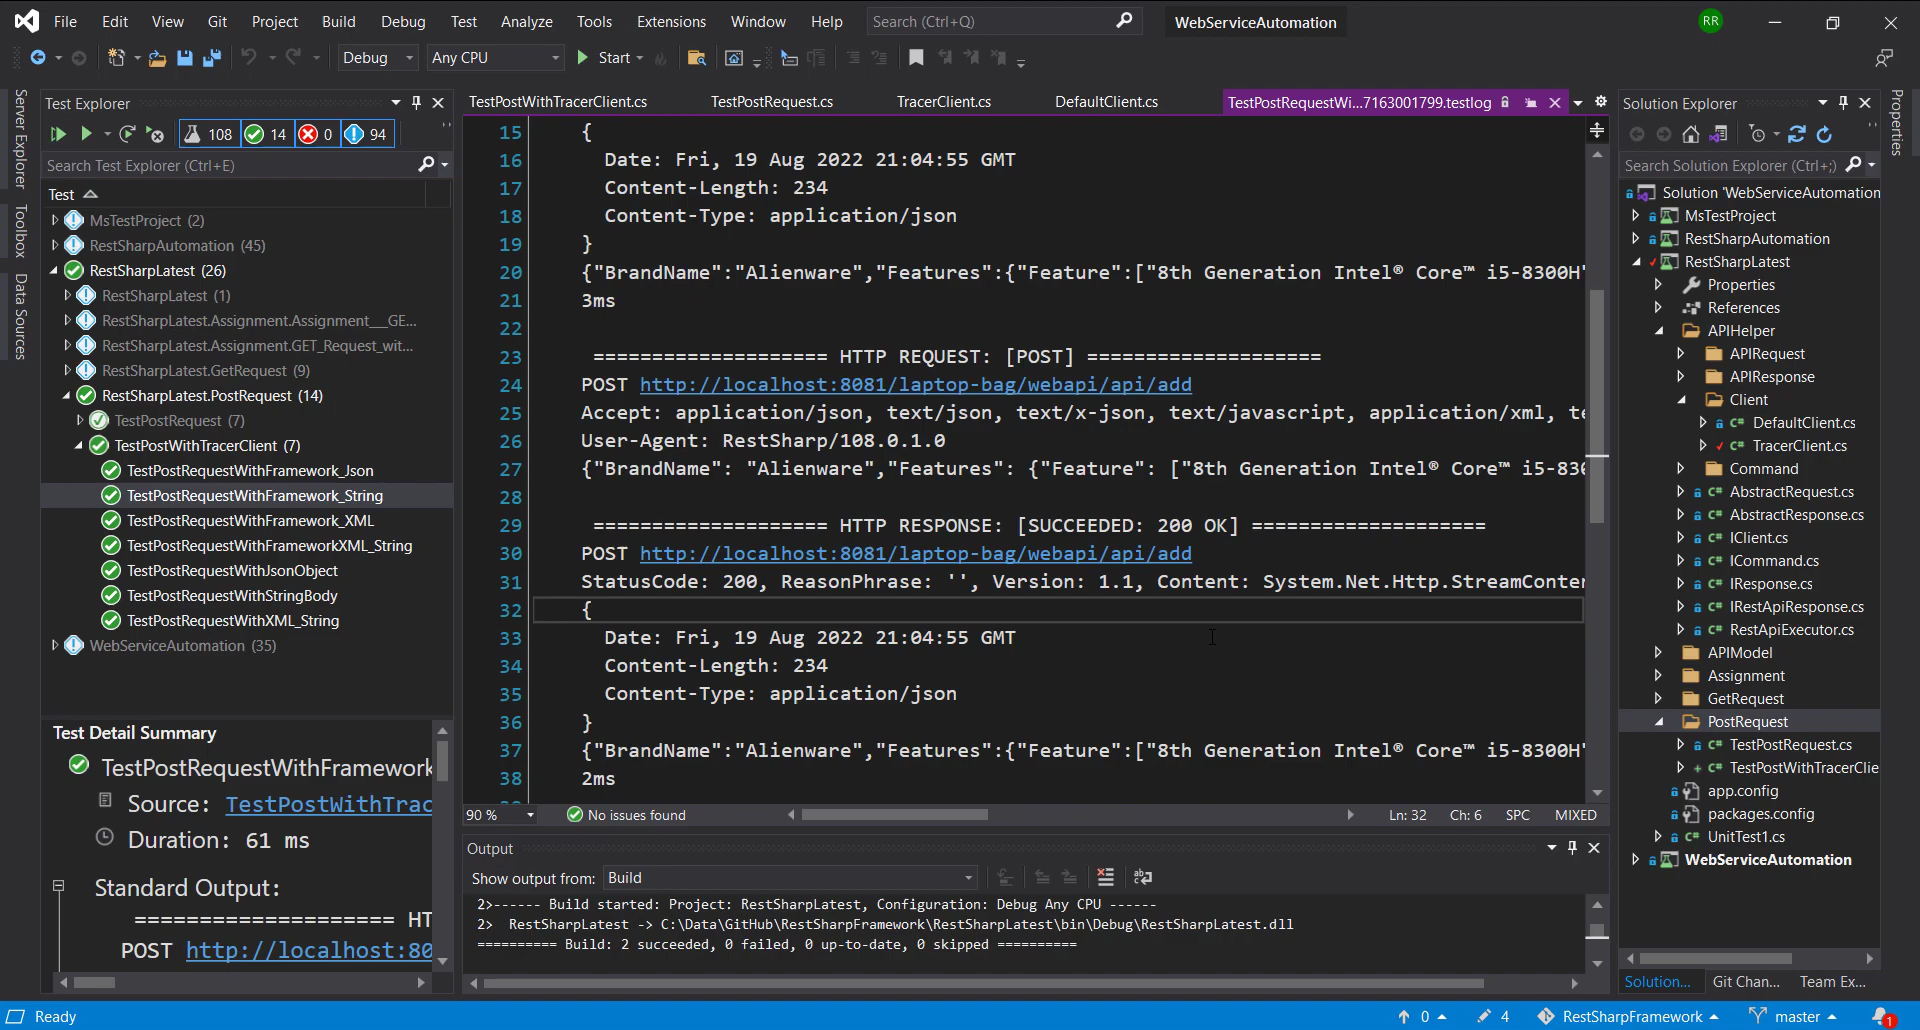 File Edit View Git Project Build Debug Test Analyze Tools Extensions Window Help Search (Ctrl+Q) WebServiceAutomation RR
Debug Any CPU Start
Server Explorer
Toolbox
Data Sources
Test Explorer
108 14 0 94
Search Test Explorer (Ctrl+E)
Test
MsTestProject (2)
RestSharpAutomation (45)
RestSharpLatest (26)
RestSharpLatest (1)
RestSharpLatest.Assignment.Assignment___GE...
RestSharpLatest.Assignment.GET_Request_wit...
RestSharpLatest.GetRequest (9)
RestSharpLatest.PostRequest (14)
TestPostRequest (7)
TestPostWithTracerClient (7)
TestPostRequestWithFramework_Json
TestPostRequestWithFramework_String
TestPostRequestWithFramework_XML
TestPostRequestWithFrameworkXML_String
TestPostRequestWithJsonObject
TestPostRequestWithStringBody
TestPostRequestWithXML_String
WebServiceAutomation (35)
Test Detail Summary
TestPostRequestWithFramework
Source: TestPostWithTrac
Duration: 61 ms
Standard Output:
==================== HT
POST http://localhost:80
TestPostWithTracerClient.cs TestPostRequest.cs TracerClient.cs DefaultClient.cs TestPostRequestWi...7163001799.testlog
15 {
16 Date: Fri, 19 Aug 2022 21:04:55 GMT
17 Content-Length: 234
18 Content-Type: application/json
19 }
20 {"BrandName":"Alienware","Features":{"Feature":["8th Generation Intel® Core™ i5-8300H"
21 3ms
22
23 ==================== HTTP REQUEST: [POST] ====================
24 POST http://localhost:8081/laptop-bag/webapi/api/add
25 Accept: application/json, text/json, text/x-json, text/javascript, application/xml, te
26 User-Agent: RestSharp/108.0.1.0
27 {"BrandName": "Alienware","Features": {"Feature": ["8th Generation Intel® Core™ i5-830
28
29 ==================== HTTP RESPONSE: [SUCCEEDED: 200 OK] ====================
30 POST http://localhost:8081/laptop-bag/webapi/api/add
31 StatusCode: 200, ReasonPhrase: '', Version: 1.1, Content: System.Net.Http.StreamConten
32 {
33 Date: Fri, 19 Aug 2022 21:04:55 GMT
34 Content-Length: 234
35 Content-Type: application/json
36 }
37 {"BrandName":"Alienware","Features":{"Feature":["8th Generation Intel® Core™ i5-8300H"
38 2ms
90 % No issues found Ln: 32 Ch: 6 SPC MIXED
Output
Show output from: Build
2>------ Build started: Project: RestSharpLatest, Configuration: Debug Any CPU ------
2> RestSharpLatest -> C:\Data\GitHub\RestSharpFramework\RestSharpLatest\bin\Debug\RestSharpLatest.dll
========== Build: 2 succeeded, 0 failed, 0 up-to-date, 0 skipped ==========
Solution Explorer
Search Solution Explorer (Ctrl+;)
Solution 'WebServiceAutomation
MsTestProject
RestSharpAutomation
RestSharpLatest
Properties
References
APIHelper
APIRequest
APIResponse
Client
DefaultClient.cs
TracerClient.cs
Command
AbstractRequest.cs
AbstractResponse.cs
IClient.cs
ICommand.cs
IResponse.cs
IRestApiResponse.cs
RestApiExecutor.cs
APIModel
Assignment
GetRequest
PostRequest
TestPostRequest.cs
TestPostWithTracerClie
app.config
packages.config
UnitTest1.cs
WebServiceAutomation
Solution... Git Chan... Team Ex...
Properties
Ready 0 4 RestSharpFramework master 1